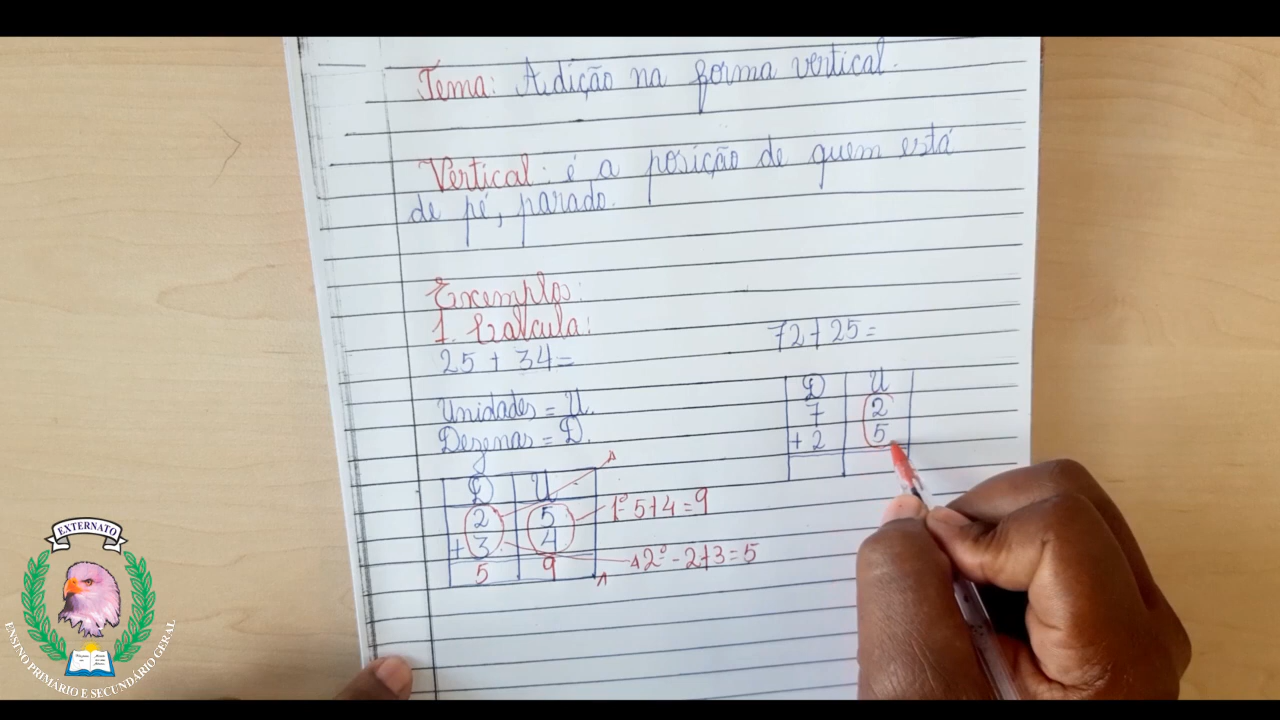 Tema: Adição na forma vertical.
Vertical: é a posição de quem está
de pé, parado.
Exemplo:
1. Calcula:
25 + 34=
72+25=
Unidades = U.
Dezenas = D.
D U
2 5
+ 3 4
5 9
1º 5+4=9
2º - 2+3=5
D U
7 2
+ 2 5
EXTERNATO
ENSINO PRIMÁRIO E SECUNDÁRIO GERAL